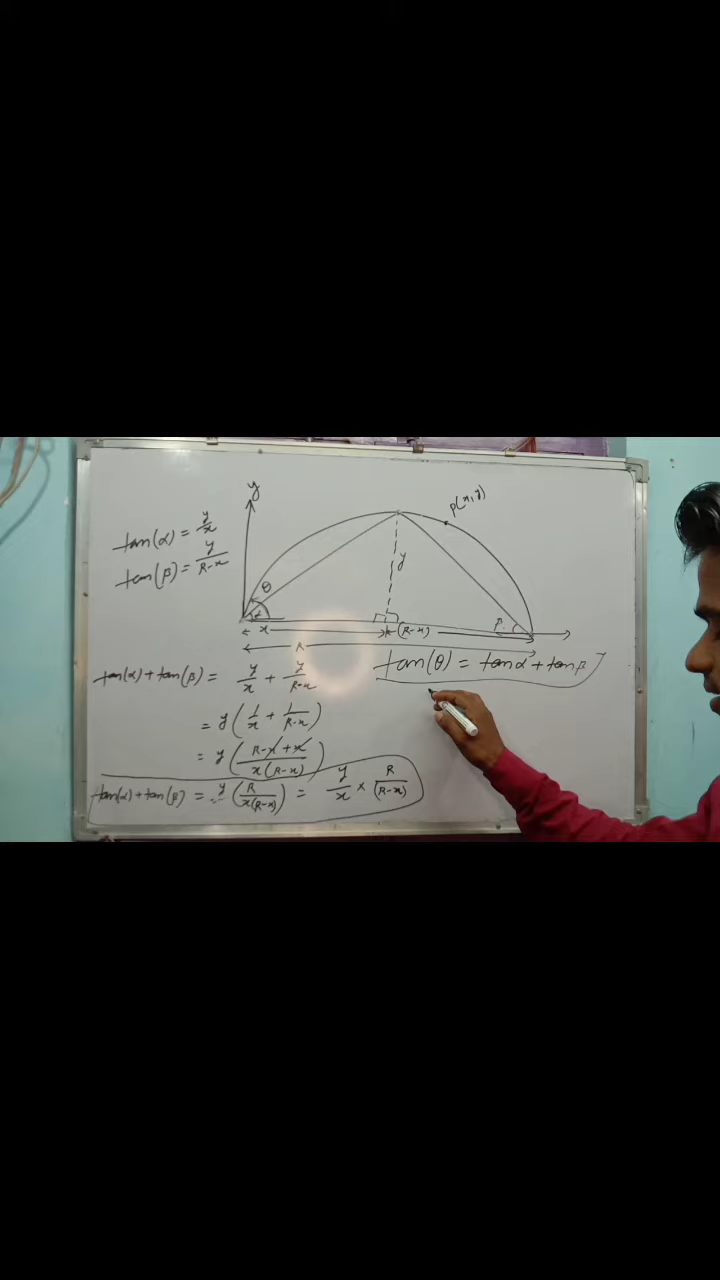 y
P(x,y)
tan(α) = y/x
tan(β) = y/R-x
θ
α
y
β
x
(R-x)
R
tan(θ) = tanα + tanβ
tan(α) + tan(β) = y/x + y/R-x
= y(1/x + 1/R-x)
= y(R-x+x/x(R-x))
tan(α) + tan(β) = y(R/x(R-x)) = y/x × R/(R-x)